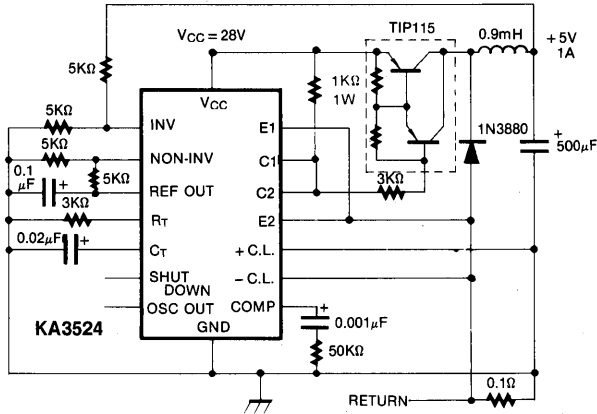 TIP115
VCC = 28V
0.9mH
+ 5V
1A
5KΩ
1KΩ
1W
VCC
5KΩ
INV
E1
1N3880
+
500µF
5KΩ
NON-INV
C1
0.1
µF
+
5KΩ
REF OUT
C2
3KΩ
3KΩ
RT
E2
0.02µF
+
CT
+ C.L.
SHUT
DOWN
- C.L.
OSC OUT
COMP
+
0.001µF
KA3524
GND
50KΩ
0.1Ω
RETURN